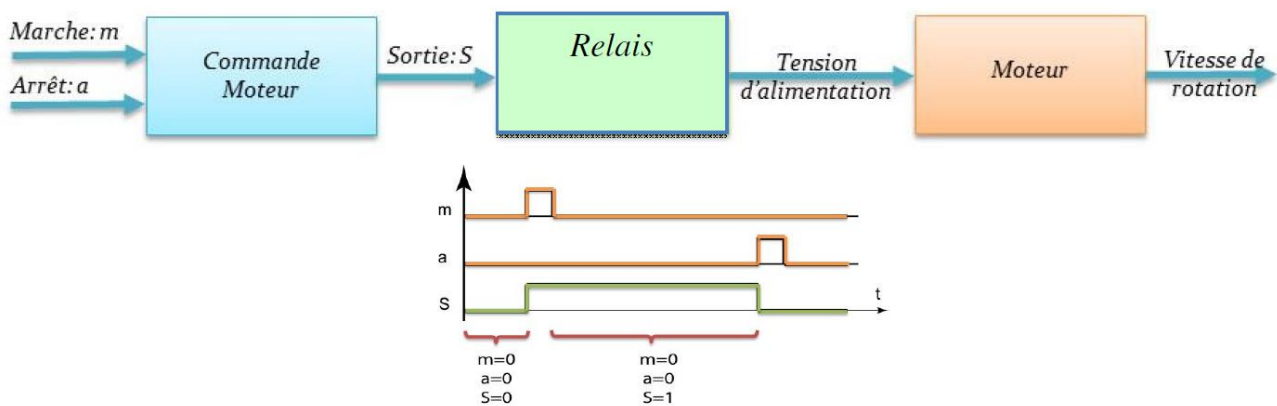 Marche: m
Arrêt: a
Commande
Moteur
Sortie: S
Relais
Tension
d'alimentation
Moteur
Vitesse de
rotation
m
a
S
t
m=0
a=0
S=0
m=0
a=0
S=1